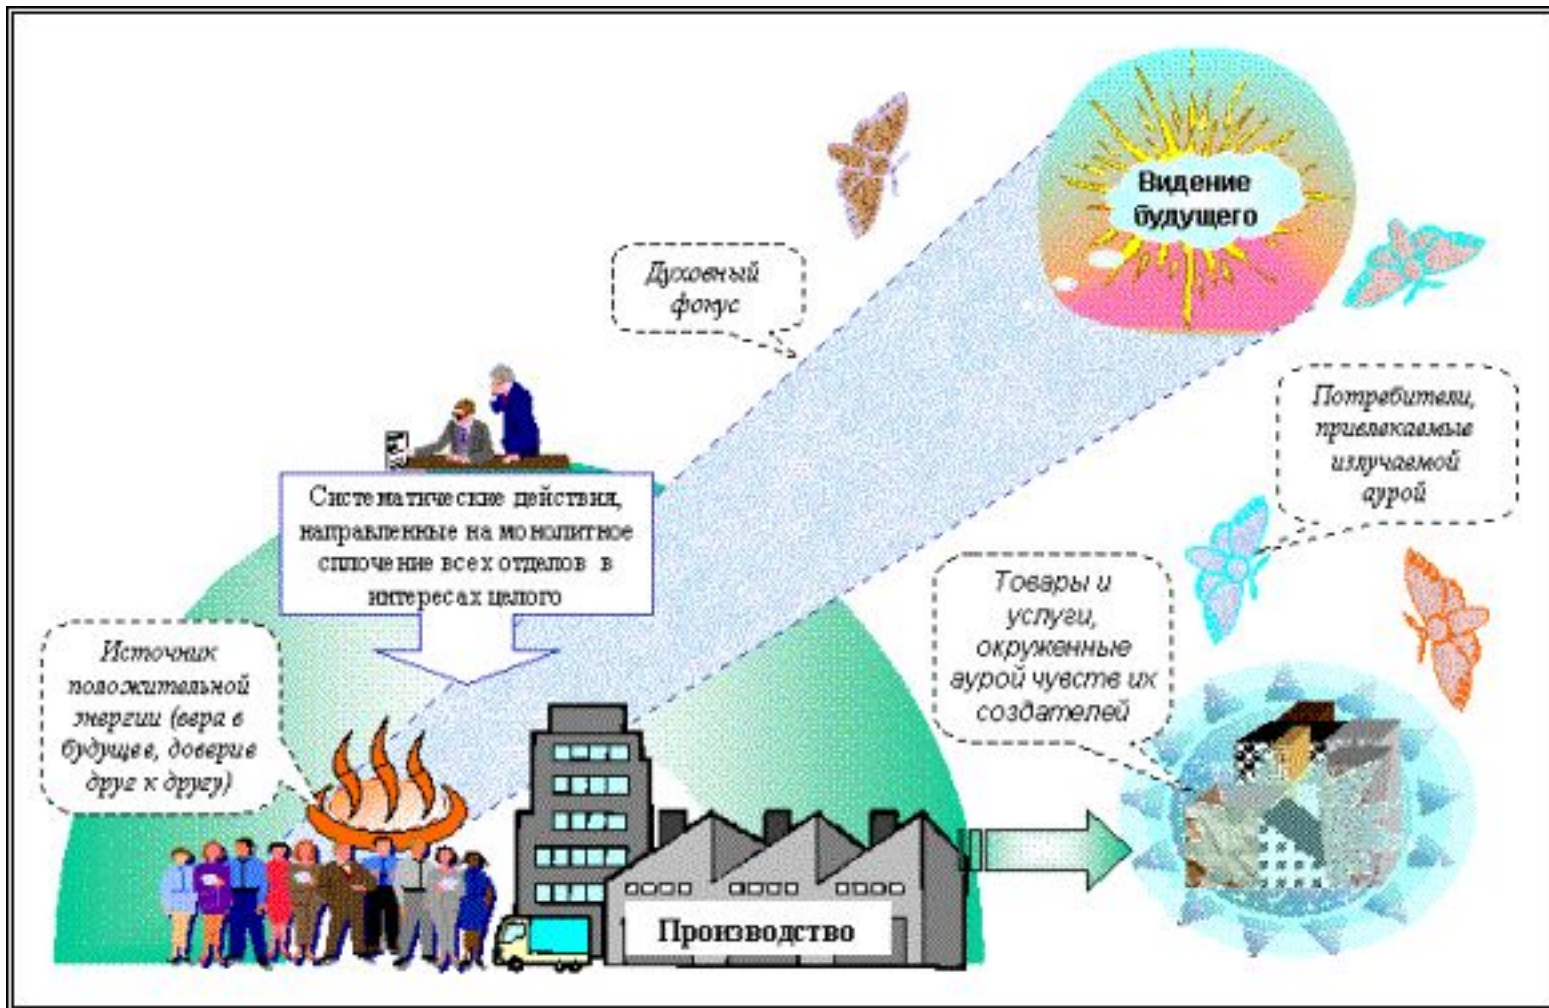 Видение
будущего
Духовный
фокус
Потребители,
привлекаемые
излучаемой
аурой
Систематические действия,
направленные на монолитное
сплочение всех отделов в
интересах целого
Товары и
услуги,
окруженные
аурой чувств их
создателей
Источник
положительной
энергии (вера в
будущее, доверие
друг к другу)
Производство